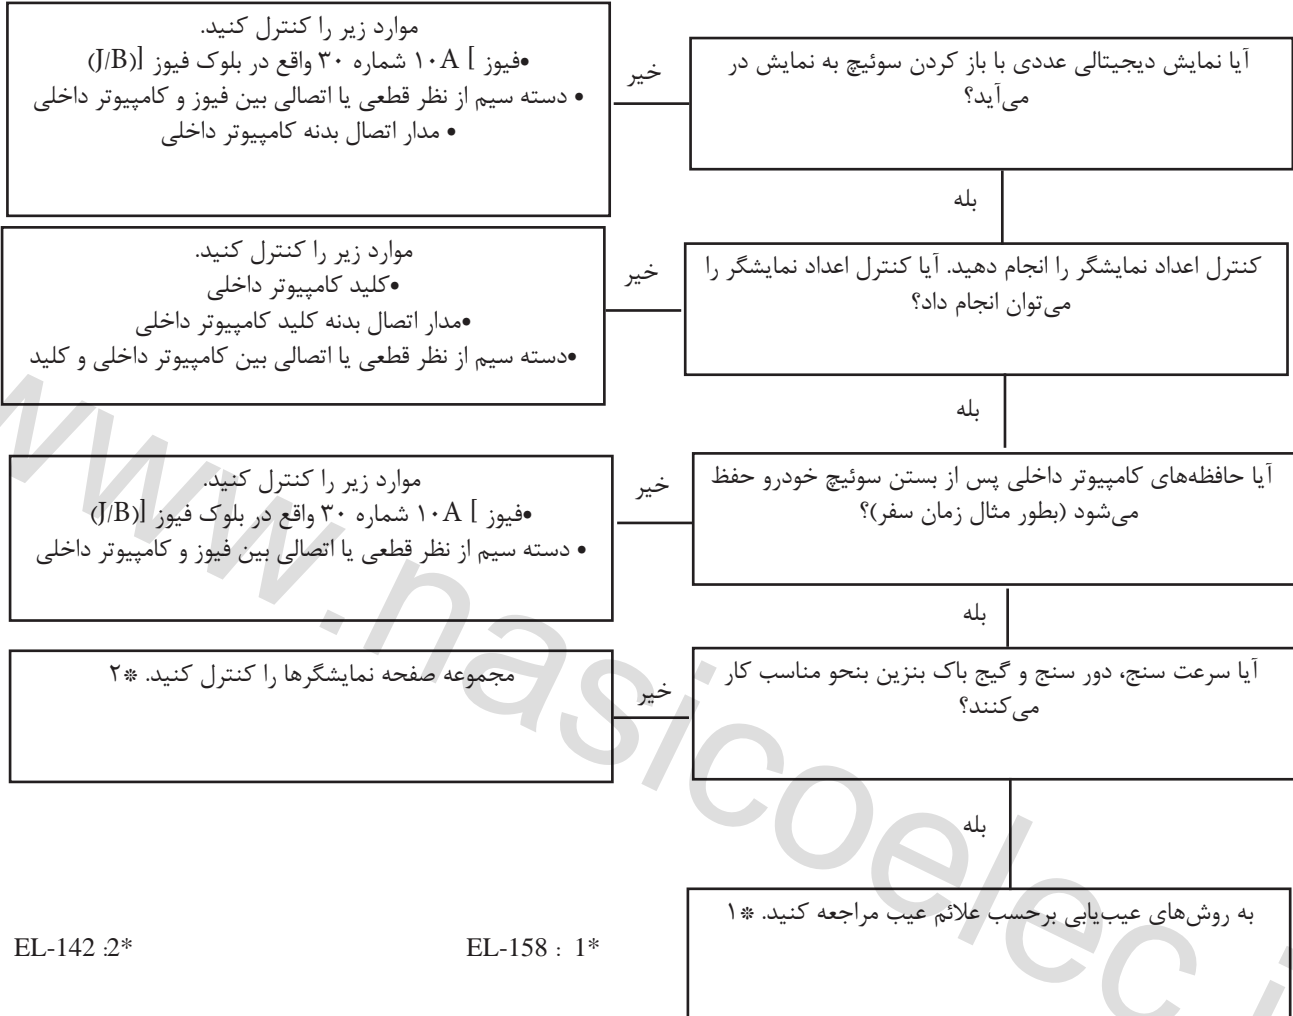 آیا نمایش دیجیتالی عددی با باز کردن سوئیچ به نمایش در
می‌آید؟
خیر
موارد زیر را کنترل کنید.
•فیوز [ ۱۰A شماره ۳۰ واقع در بلوک فیوز [(J/B)
• دسته سیم از نظر قطعی یا اتصالی بین فیوز و کامپیوتر داخلی
• مدار اتصال بدنه کامپیوتر داخلی
بله
کنترل اعداد نمایشگر را انجام دهید. آیا کنترل اعداد نمایشگر را
می‌توان انجام داد؟
خیر
موارد زیر را کنترل کنید.
•کلید کامپیوتر داخلی
•مدار اتصال بدنه کلید کامپیوتر داخلی
•دسته سیم از نظر قطعی یا اتصالی بین کامپیوتر داخلی و کلید
بله
آیا حافظه‌های کامپیوتر داخلی پس از بستن سوئیچ خودرو حفظ
می‌شود (بطور مثال زمان سفر)؟
خیر
موارد زیر را کنترل کنید.
•فیوز [ ۱۰A شماره ۳۰ واقع در بلوک فیوز [(J/B)
• دسته سیم از نظر قطعی یا اتصالی بین فیوز و کامپیوتر داخلی
بله
آیا سرعت سنج، دور سنج و گیج باک بنزین بنحو مناسب کار
می‌کنند؟
خیر
مجموعه صفحه نمایشگرها را کنترل کنید. *۲
بله
به روش‌های عیب‌یابی برحسب علائم عیب مراجعه کنید. *۱
EL-158 : 1*
EL-142 :2*
www.nasicoelec.i